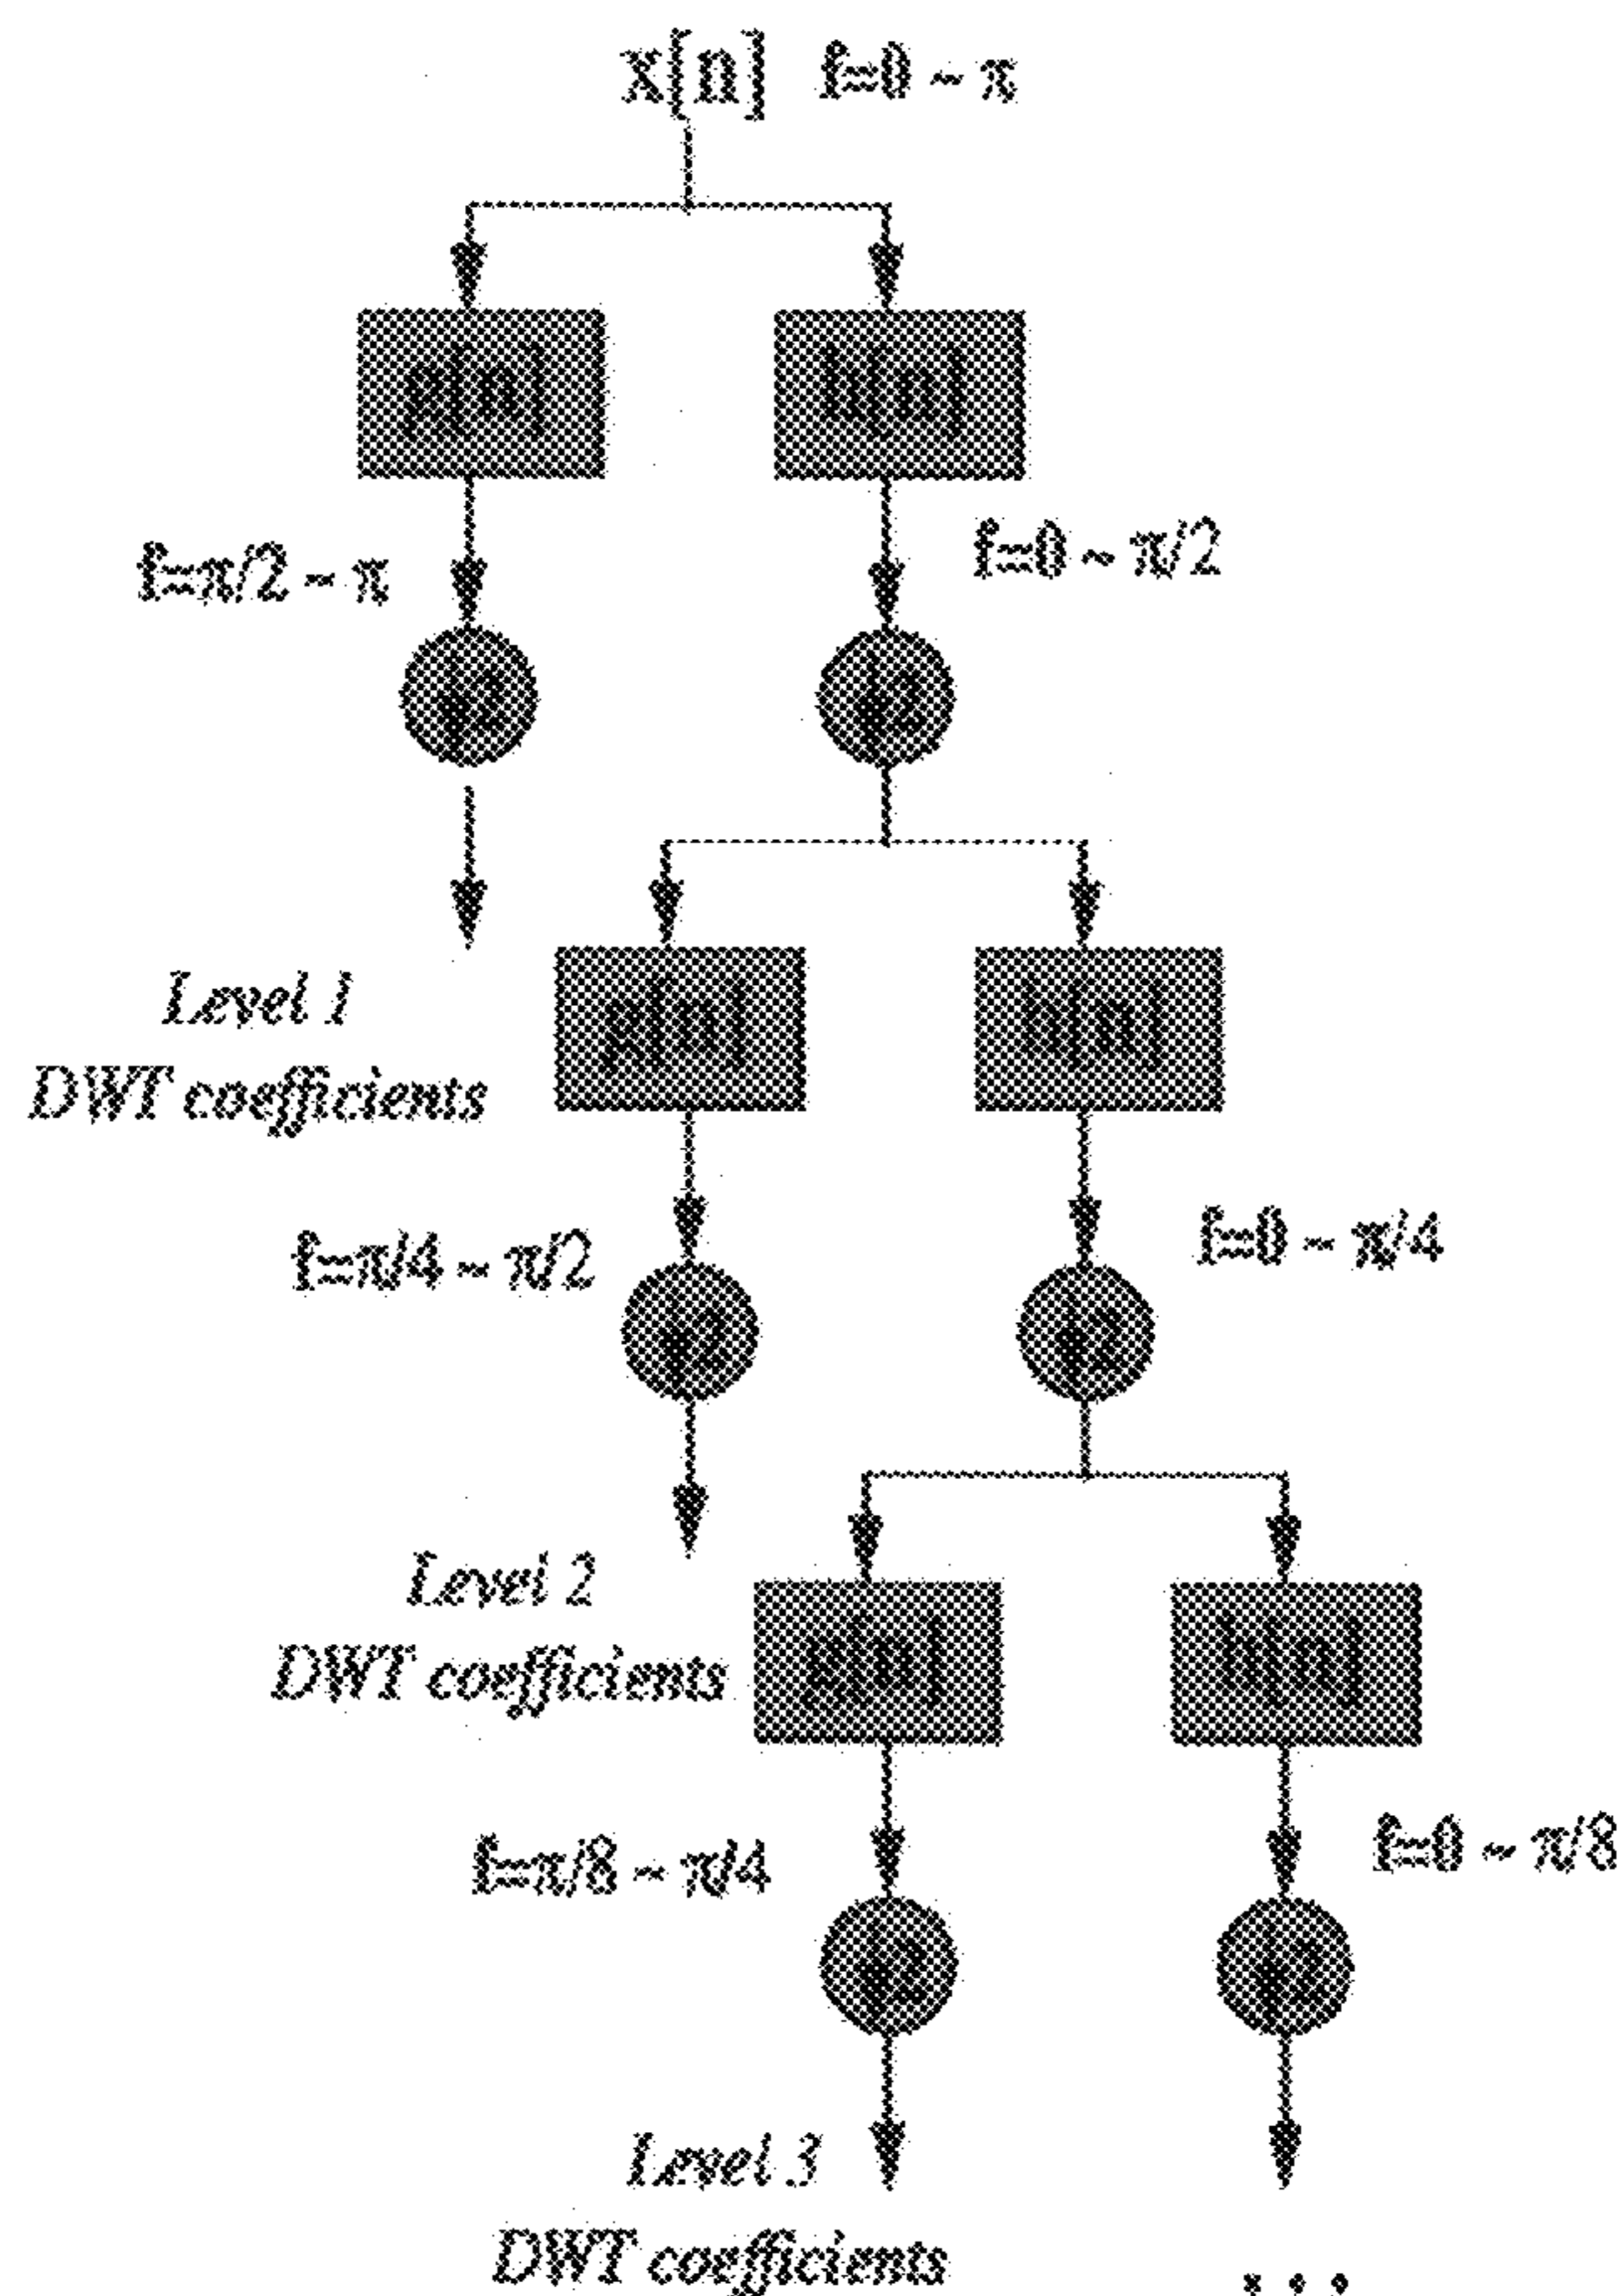 x[n] f=0 ~ π
g[n] h[n]
f=π/2 ~ π f=0 ~ π/2
↓2 ↓2
Level 1
DWT coefficients
g[n] h[n]
f=π/4 ~ π/2 f=0 ~ π/4
↓2 ↓2
Level 2
DWT coefficients
g[n] h[n]
f=π/8 ~ π/4 f=0 ~ π/8
↓2 ↓2
Level 3
DWT coefficients
...